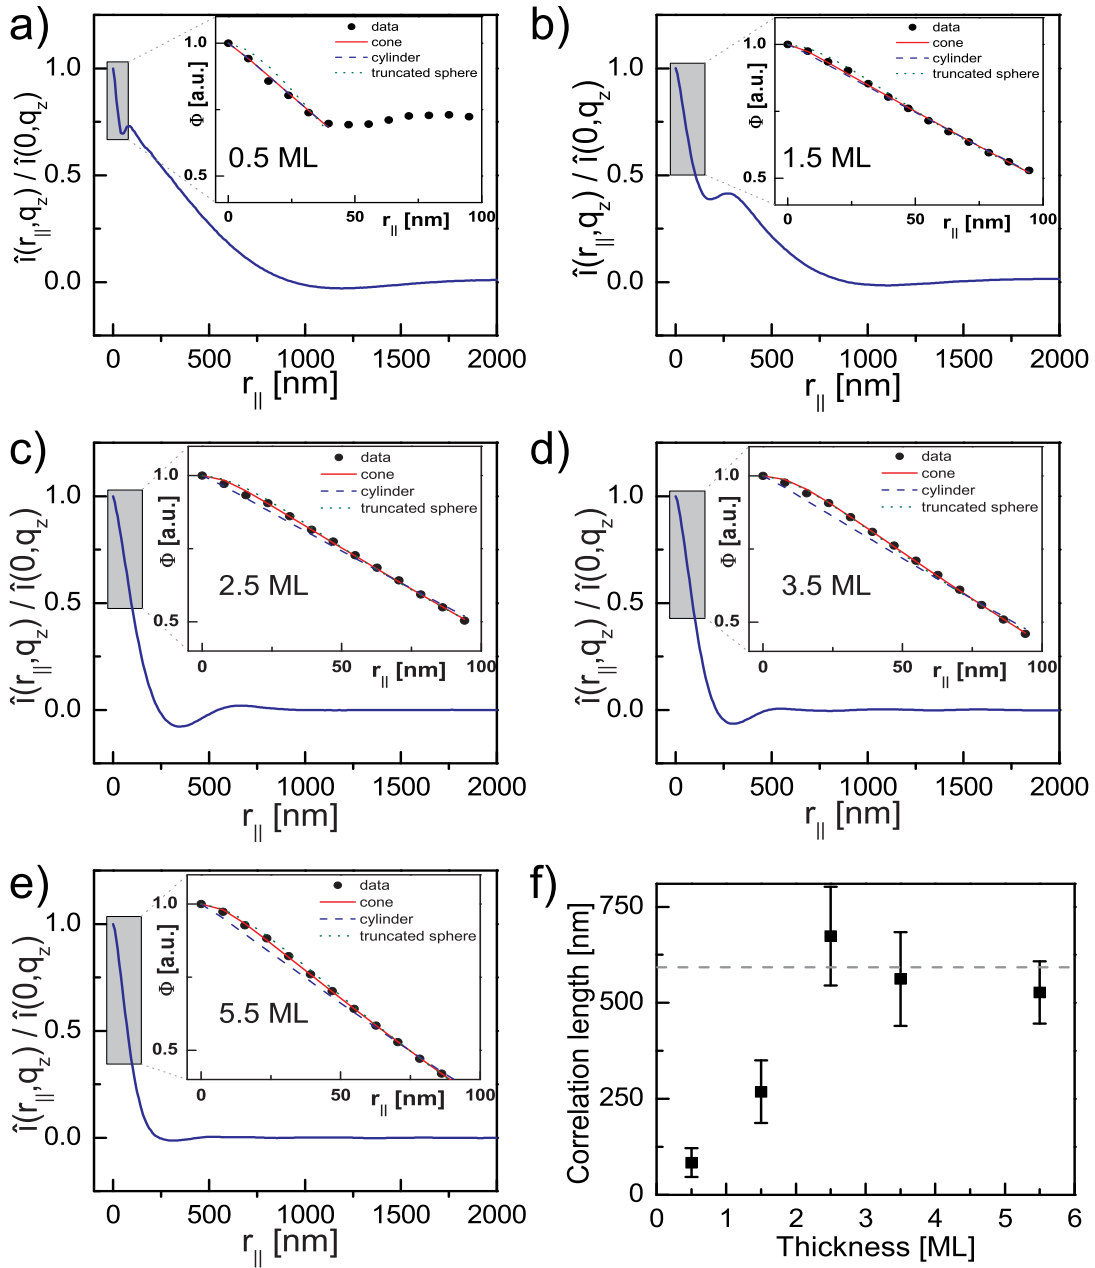 a)
î(r||,qz) / î(0,qz)
1.0
0.5
0.0
0 500 1000 1500 2000
r|| [nm]
Φ [a.u.]
1.0
0.5
data
cone
cylinder
truncated sphere
0.5 ML
0 50 100
r|| [nm]
b)
î(r||,qz) / î(0,qz)
1.0
0.5
0.0
0 500 1000 1500 2000
r|| [nm]
Φ [a.u.]
1.0
0.5
data
cone
cylinder
truncated sphere
1.5 ML
0 50 100
r|| [nm]
c)
î(r||,qz) / î(0,qz)
1.0
0.5
0.0
0 500 1000 1500 2000
r|| [nm]
Φ [a.u.]
1.0
0.5
data
cone
cylinder
truncated sphere
2.5 ML
0 50 100
r|| [nm]
d)
î(r||,qz) / î(0,qz)
1.0
0.5
0.0
0 500 1000 1500 2000
r|| [nm]
Φ [a.u.]
1.0
0.5
data
cone
cylinder
truncated sphere
3.5 ML
0 50 100
r|| [nm]
e)
î(r||,qz) / î(0,qz)
1.0
0.5
0.0
0 500 1000 1500 2000
r|| [nm]
Φ [a.u.]
1.0
0.5
data
cone
cylinder
truncated sphere
5.5 ML
0 50 100
r|| [nm]
f)
Correlation length [nm]
750
500
250
0
0 1 2 3 4 5 6
Thickness [ML]